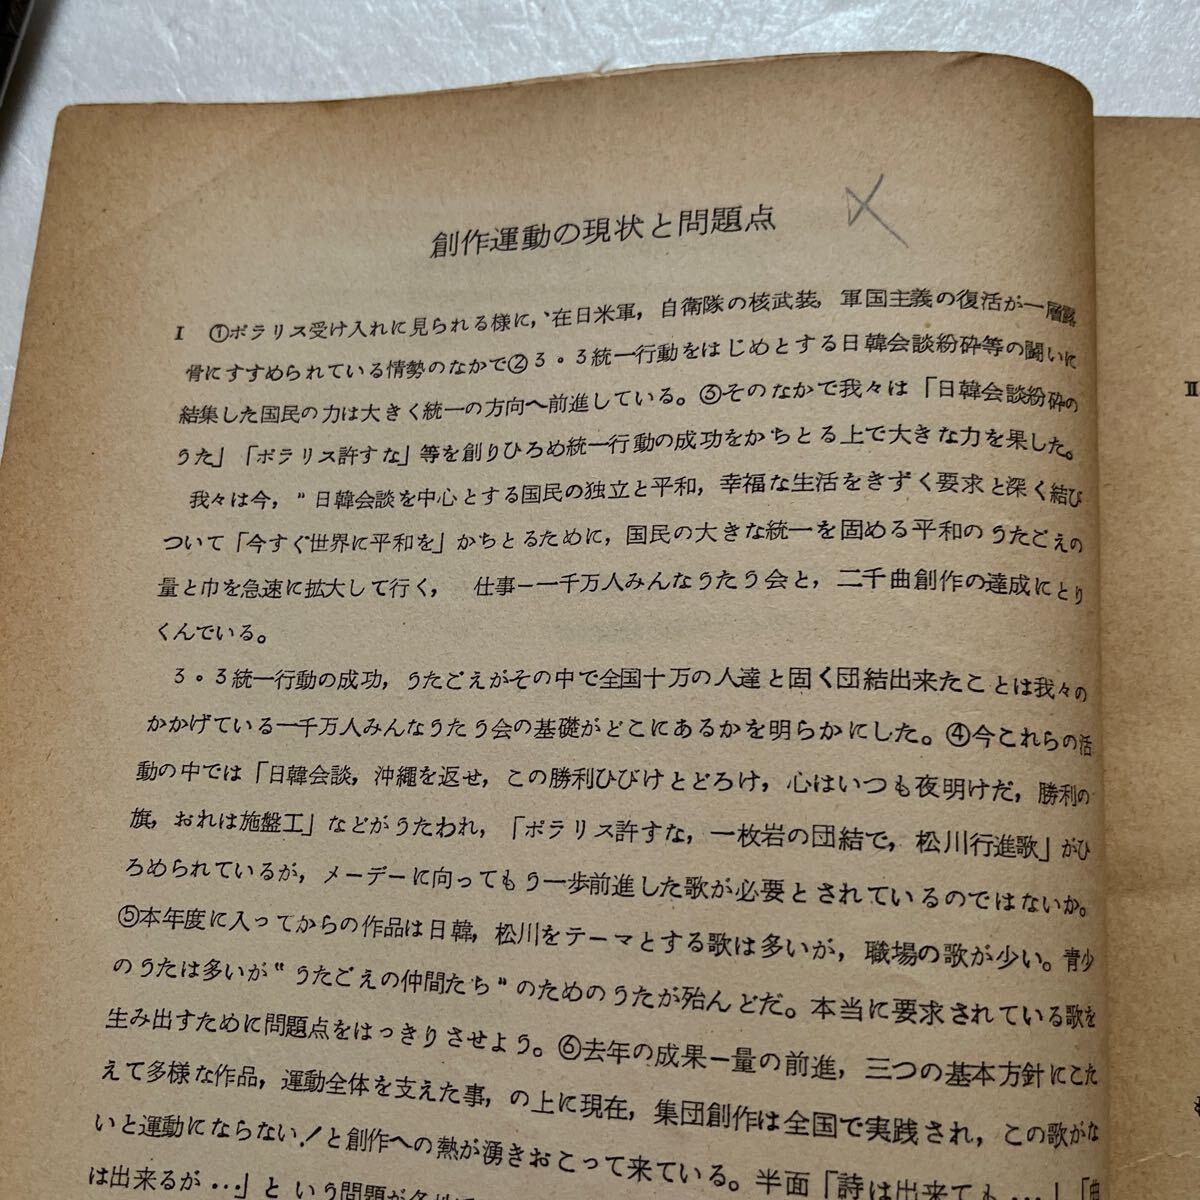 創作運動の現状と問題点
I ①ポラリス受け入れに見られる様に，在日米軍，自衛隊の核武装，軍国主義の復活が一層露
骨にすすめられている情勢のなかで②3・3統一行動をはじめとする日韓会談紛砕等の闘いに
結集した国民の力は大きく統一の方向へ前進している。③そのなかで我々は「日韓会談紛砕の
うた」「ポラリス許すな」等を創りひろめ統一行動の成功をかちとる上で大きな力を果した。
我々は今，"日韓会談を中心とする国民の独立と平和，幸福な生活をきずく要求と深く結び
ついて「今すぐ世界に平和を」かちとるために，国民の大きな統一を固める平和のうたごえの
量と巾を急速に拡大して行く，　仕事ー一千万人みんなうたう会と，二千曲創作の達成にとり
くんでいる。
3・3統一行動の成功，うたごえがその中で全国十万の人達と固く団結出来たことは我々の
かかげている一千万人みんなうたう会の基礎がどこにあるかを明らかにした。④今これらの活
動の中では「日韓会談，沖縄を返せ，この勝利ひびけとどろけ，心はいつも夜明けだ，勝利の
旗，おれは施盤工」などがうたわれ，「ポラリス許すな，一枚岩の団結で，松川行進歌」がひ
ろめられているが，メーデーに向ってもう一歩前進した歌が必要とされているのではないか。
⑤本年度に入ってからの作品は日韓，松川をテーマとする歌は多いが，職場の歌が少い。青少
のうたは多いが"うたごえの仲間たち"のためのうたが殆んどだ。本当に要求されている歌を
生み出すために問題点をはっきりさせよう。⑥去年の成果ー量の前進，三つの基本方針にこた
えて多様な作品，運動全体を支えた事，の上に現在，集団創作は全国で実践され，この歌がな
いと運動にならない！と創作への熱が湧きおこって来ている。半面「詩は出来ても…」「曲
は出来るが…」という問題が
II